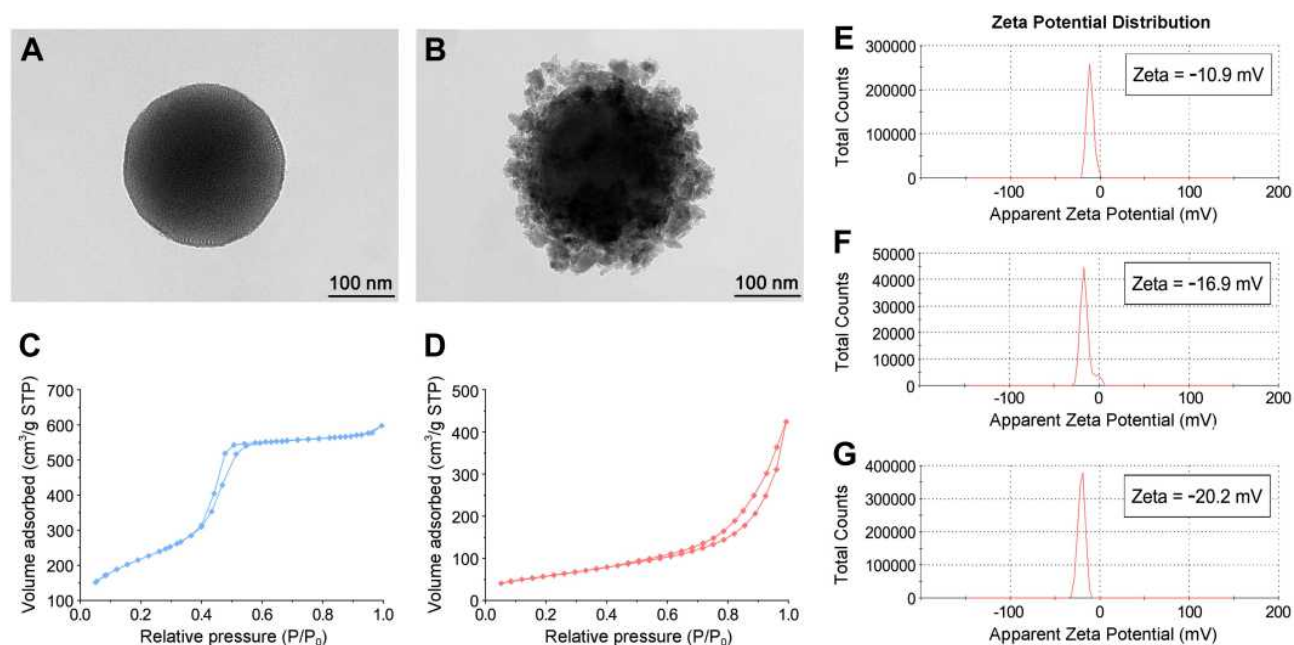 A
100 nm
B
100 nm
C
Volume adsorbed (cm³/g STP)
700
600
500
400
300
200
100
0.0 0.2 0.4 0.6 0.8 1.0
Relative pressure (P/P₀)
D
Volume adsorbed (cm³/g STP)
500
400
300
200
100
0
0.0 0.2 0.4 0.6 0.8 1.0
Relative pressure (P/P₀)
Zeta Potential Distribution
E
Total Counts
300000
200000
100000
0
Zeta = -10.9 mV
-100 0 100 200
Apparent Zeta Potential (mV)
F
Total Counts
50000
40000
30000
20000
10000
0
Zeta = -16.9 mV
-100 0 100 200
Apparent Zeta Potential (mV)
G
Total Counts
400000
300000
200000
100000
0
Zeta = -20.2 mV
-100 0 100 200
Apparent Zeta Potential (mV)